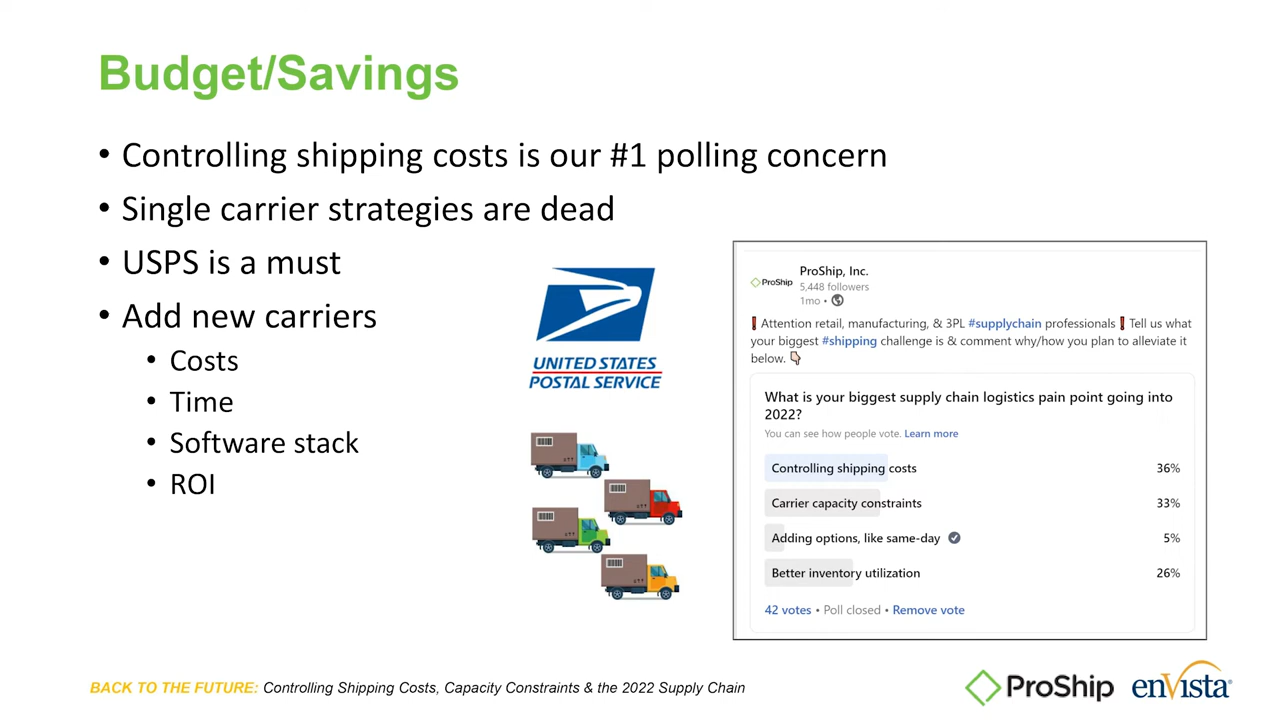 Budget/Savings
• Controlling shipping costs is our #1 polling concern
• Single carrier strategies are dead
• USPS is a must
• Add new carriers
• Costs
• Time
• Software stack
• ROI
UNITED STATES
POSTAL SERVICE
ProShip
ProShip, Inc.
5,448 followers
1mo •
❗Attention retail, manufacturing, & 3PL #supplychain professionals❗Tell us what
your biggest #shipping challenge is & comment why/how you plan to alleviate it
below. 👇
What is your biggest supply chain logistics pain point going into
2022?
You can see how people vote. Learn more
Controlling shipping costs 36%
Carrier capacity constraints 33%
Adding options, like same-day 5%
Better inventory utilization 26%
42 votes • Poll closed • Remove vote
BACK TO THE FUTURE: Controlling Shipping Costs, Capacity Constraints & the 2022 Supply Chain
ProShip
enVista®